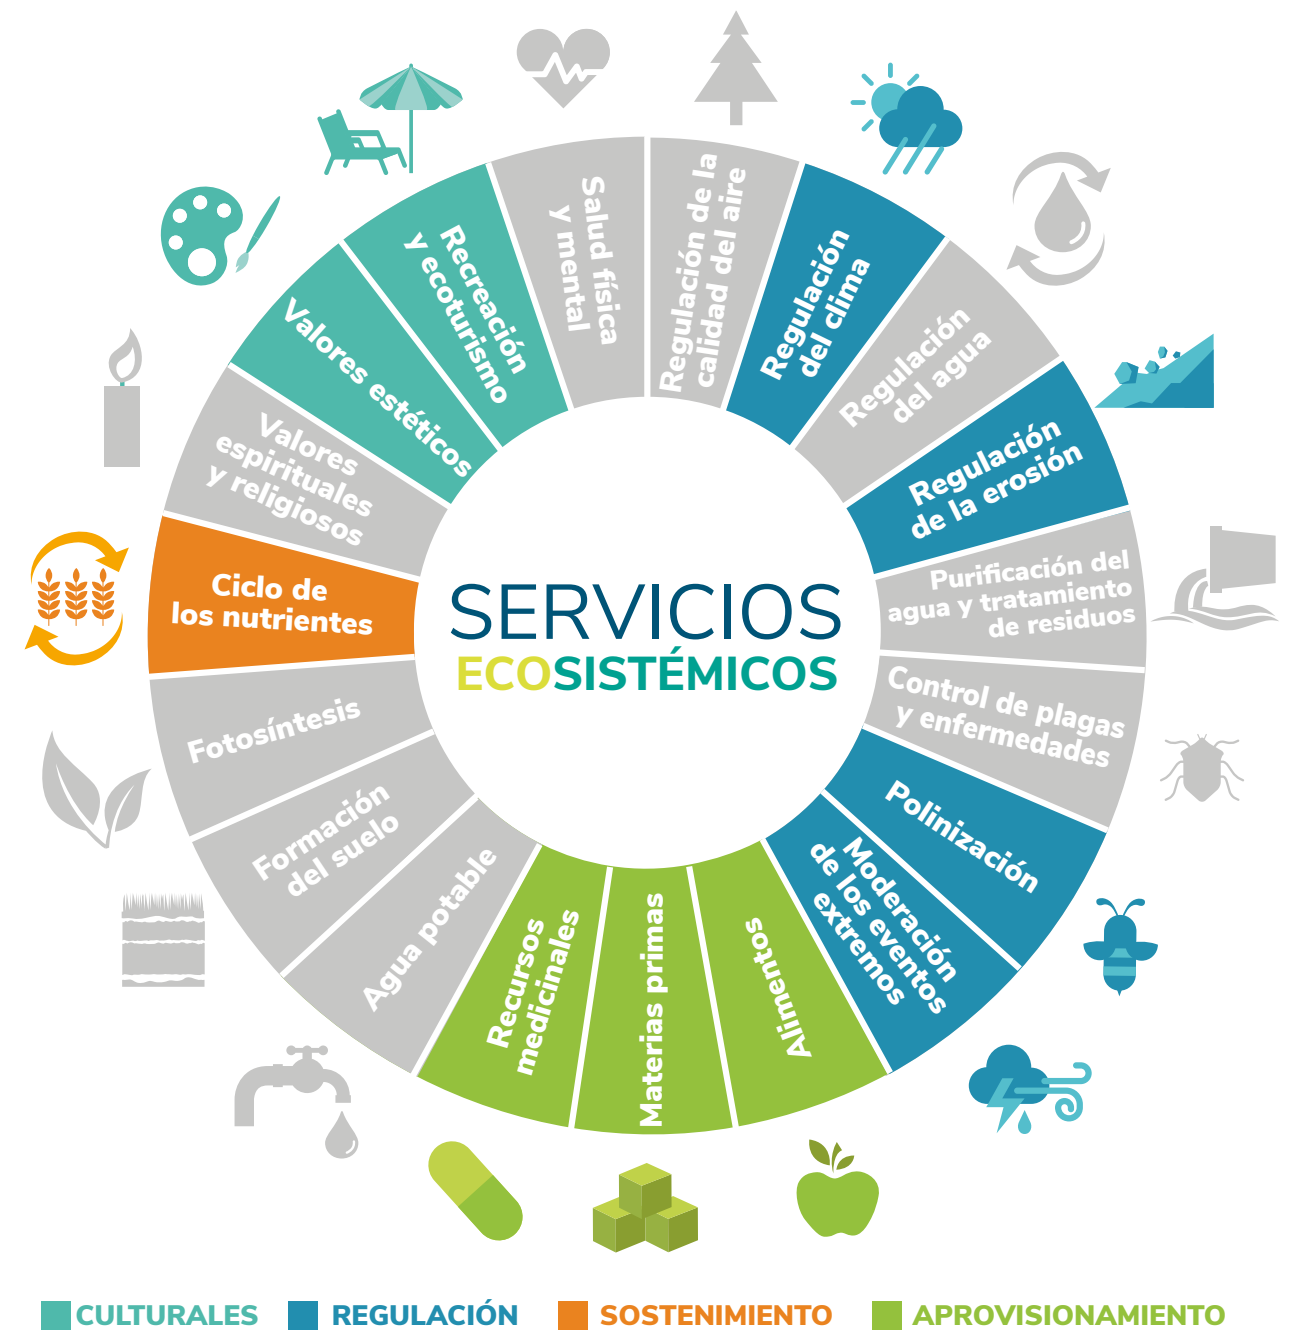 SERVICIOS
ECOSISTÉMICOS
Regulación de la
calidad del aire
Regulación
del clima
Regulación
del agua
Regulación
de la erosión
Purificación del
agua y tratamiento
de residuos
Control de plagas
y enfermedades
Polinización
Moderación
de los eventos
extremos
Alimentos
Materias primas
Recursos
medicinales
Agua potable
Formación
del suelo
Fotosíntesis
Ciclo de
los nutrientes
Valores
espirituales
y religiosos
Valores estéticos
Recreación
y ecoturismo
Salud física
y mental
CULTURALES
REGULACIÓN
SOSTENIMIENTO
APROVISIONAMIENTO